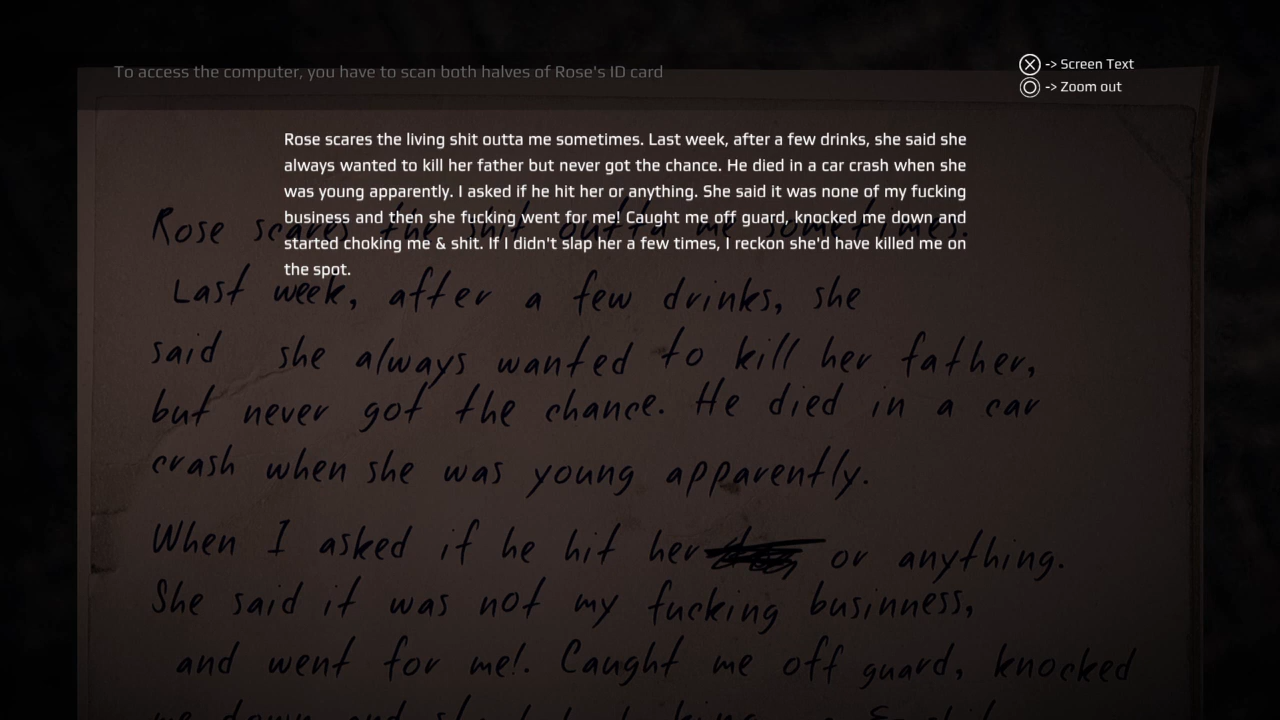 To access the computer, you have to scan both halves of Rose's ID card
-> Screen Text
-> Zoom out
Rose scares the living shit outta me sometimes. Last week, after a few drinks, she said she
always wanted to kill her father but never got the chance. He died in a car crash when she
was young apparently. I asked if he hit her or anything. She said it was none of my fucking
business and then she fucking went for me! Caught me off guard, knocked me down and
started choking me & shit. If I didn't slap her a few times, I reckon she'd have killed me on
the spot.
Rose scares the shit outta me sometimes.
Last week, after a few drinks, she
said she always wanted to kill her father,
but never got the chance. He died in a car
crash when she was young apparently.
When I asked if he hit her or anything.
She said it was not my fucking businness,
and went for me!. Caught me off guard, knocked
me down and